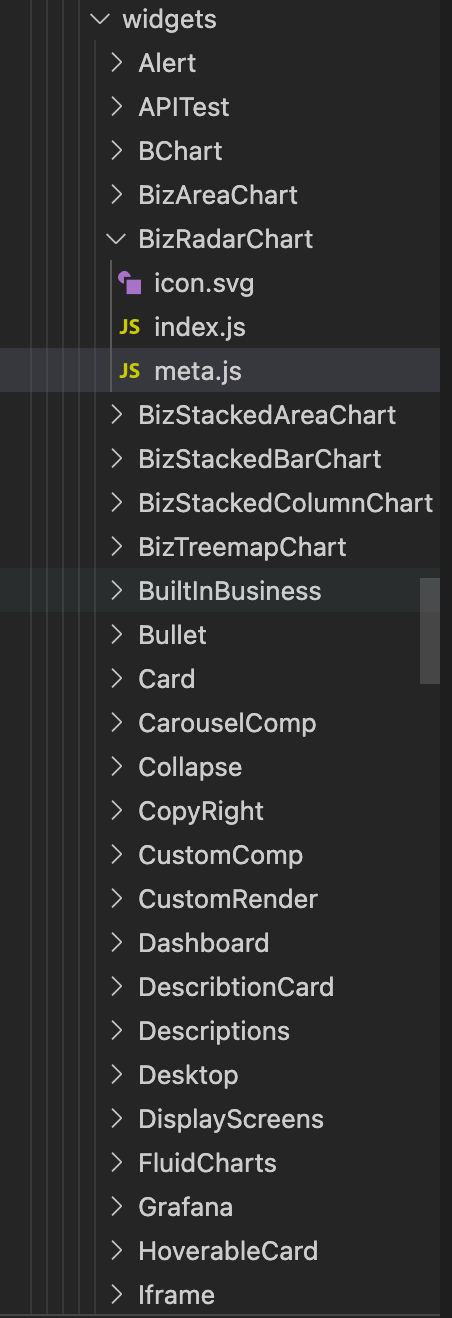 widgets
Alert
APITest
BChart
BizAreaChart
BizRadarChart
icon.svg
JS index.js
JS meta.js
BizStackedAreaChart
BizStackedBarChart
BizStackedColumnChart
BizTreemapChart
BuiltInBusiness
Bullet
Card
CarouselComp
Collapse
CopyRight
CustomComp
CustomRender
Dashboard
DescribtionCard
Descriptions
Desktop
DisplayScreens
FluidCharts
Grafana
HoverableCard
Iframe